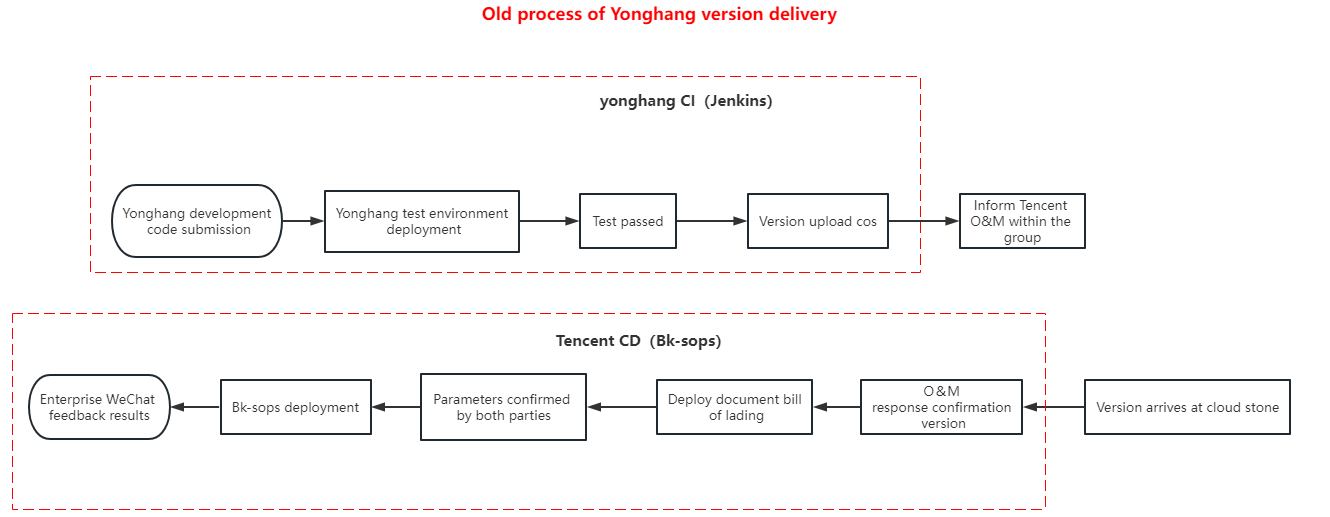 Old process of Yonghang version delivery
yonghang CI (Jenkins)
Yonghang development
code submission
Yonghang test environment
deployment
Test passed
Version upload cos
Inform Tencent
O&M within the
group
Tencent CD (Bk-sops)
Enterprise WeChat
feedback results
Bk-sops deployment
Parameters confirmed
by both parties
Deploy document bill
of lading
O&M
response confirmation
version
Version arrives at cloud stone